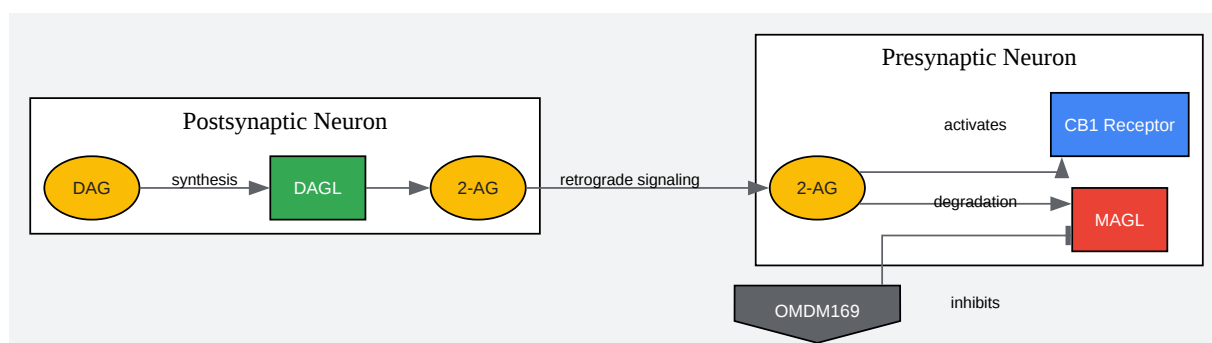 Postsynaptic Neuron
DAG
synthesis
DAGL
2-AG
retrograde signaling
Presynaptic Neuron
2-AG
activates
CB1 Receptor
degradation
MAGL
OMDM169
inhibits